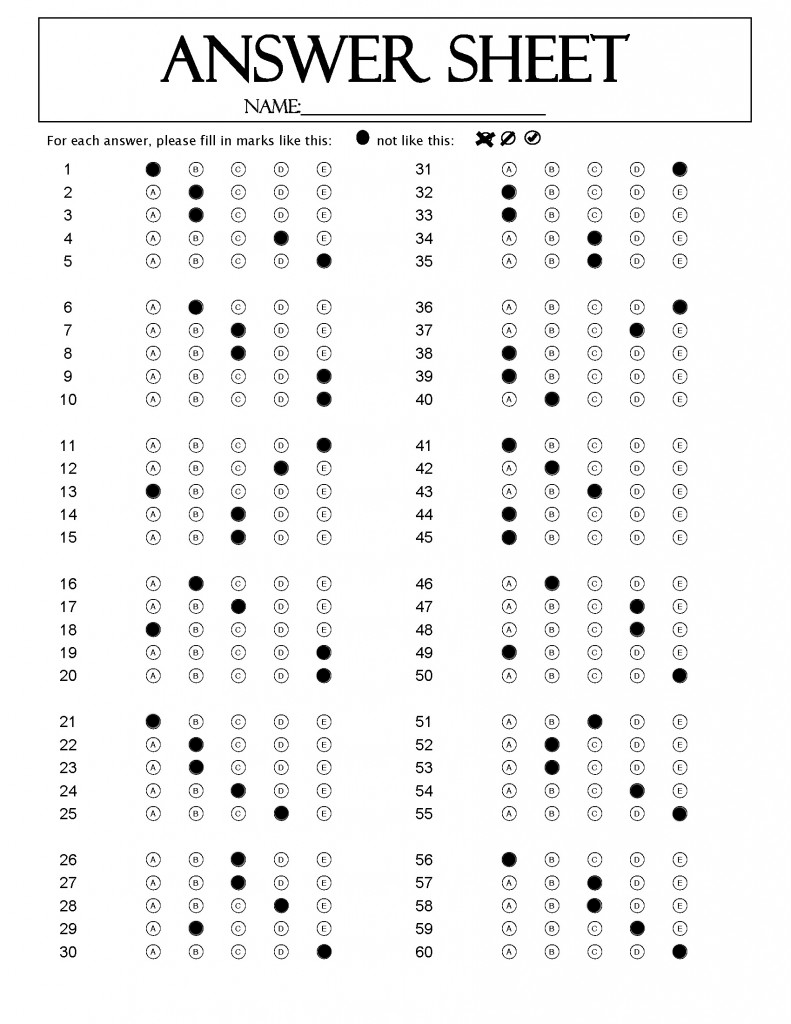 ANSWER SHEET
NAME:
For each answer, please fill in marks like this: not like this:
1 B C D E 31 A B C D
2 A C D E 32 B C D E
3 A C D E 33 B C D E
4 A B C E 34 A B D E
5 A B C D 35 A B D E
6 A C D E 36 A B C D
7 A B D E 37 A B C E
8 A B D E 38 B C D E
9 A B C D 39 B C D E
10 A B C D 40 A C D E
11 A B C D 41 B C D E
12 A B C E 42 A C D E
13 B C D E 43 A B D E
14 A B D E 44 B C D E
15 A B D E 45 B C D E
16 A C D E 46 A C D E
17 A B D E 47 A B C E
18 B C D E 48 A B C E
19 A B C D 49 B C D E
20 A B C D 50 A B C D
21 B C D E 51 A B D E
22 A C D E 52 A C D E
23 A C D E 53 A C D E
24 A B D E 54 A B C E
25 A B C E 55 A B C D
26 A B D E 56 B C D E
27 A B D E 57 A B D E
28 A B C E 58 A B D E
29 A C D E 59 A B C E
30 A B C D 60 A B C D